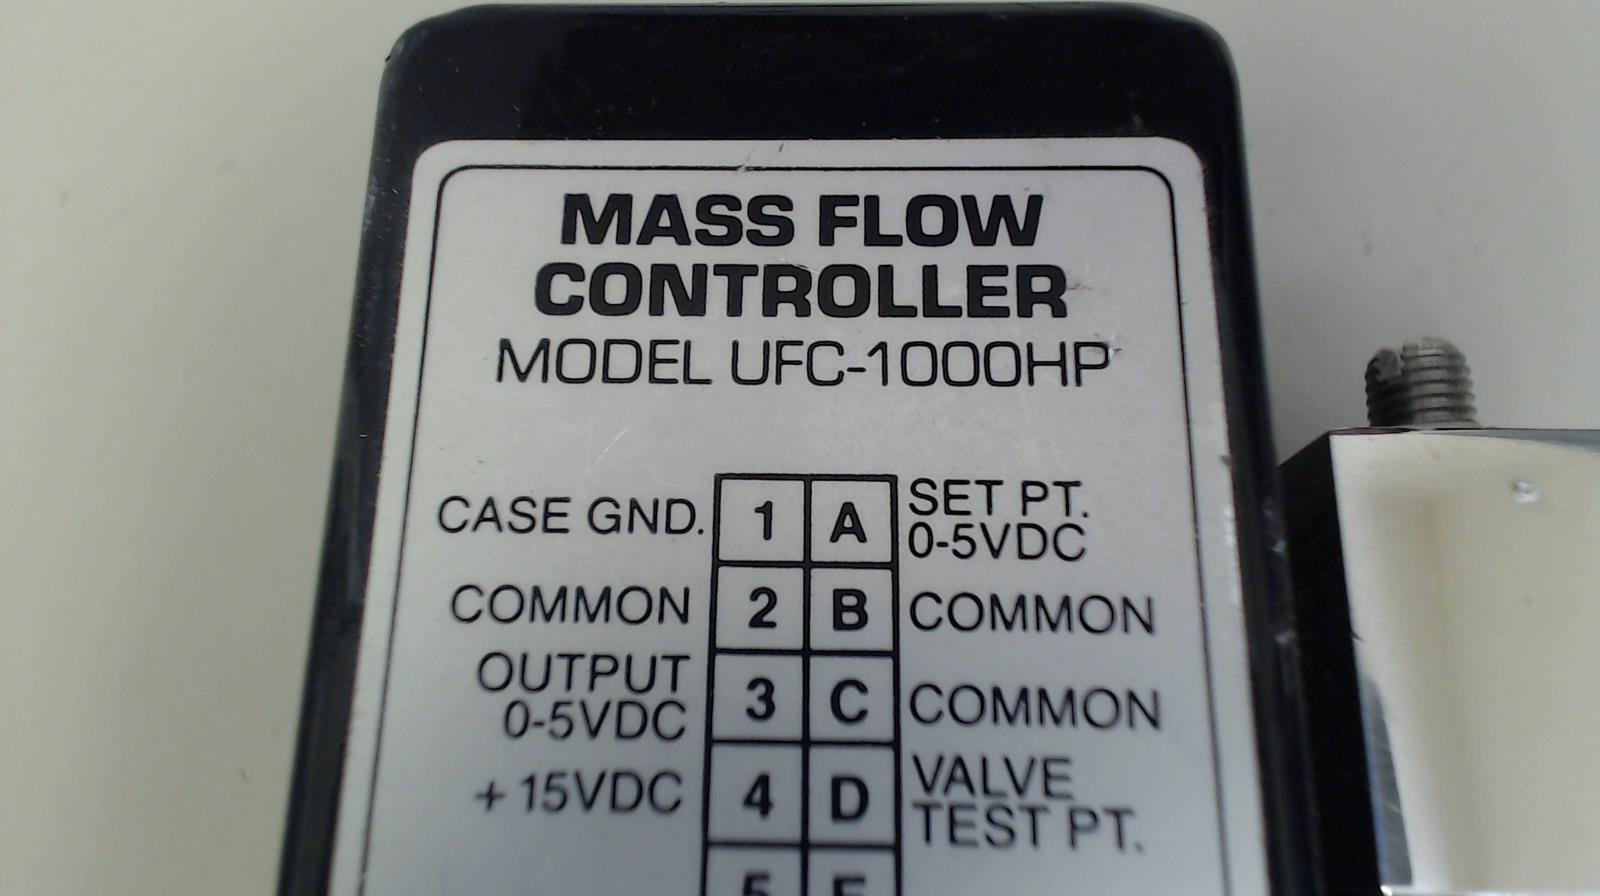 MASS FLOW
CONTROLLER
MODEL UFC-1000HP
CASE GND. 1 A SET PT.
0-5VDC
COMMON 2 B COMMON
OUTPUT
0-5VDC 3 C COMMON
+15VDC 4 D VALVE
TEST PT.
5 E